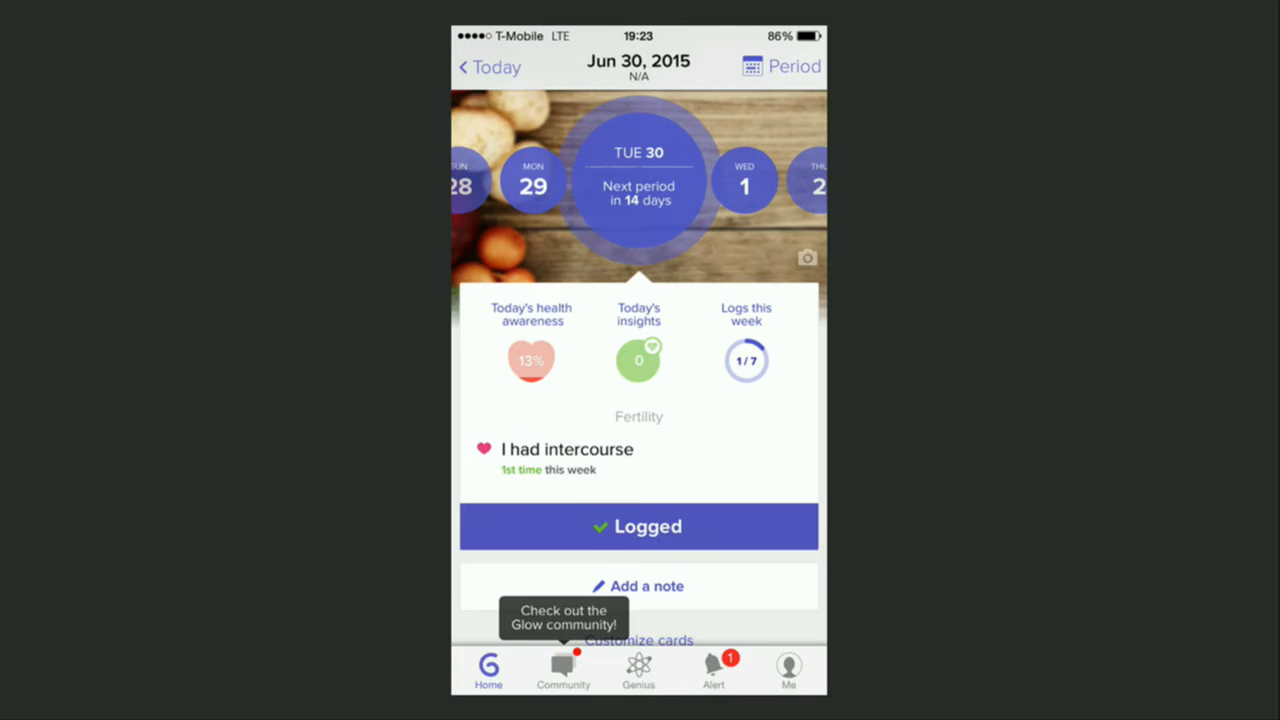 T-Mobile LTE 19:23 86%
Today Jun 30, 2015 Period
N/A
SUN MON TUE 30 WED THU
28 29 Next period 1 2
in 14 days
Today's health Today's Logs this
awareness insights week
13% 0 1/7
Fertility
I had intercourse
1st time this week
Logged
Add a note
Check out the
Glow community!
Customize cards
1
Home Community Genius Alert Me